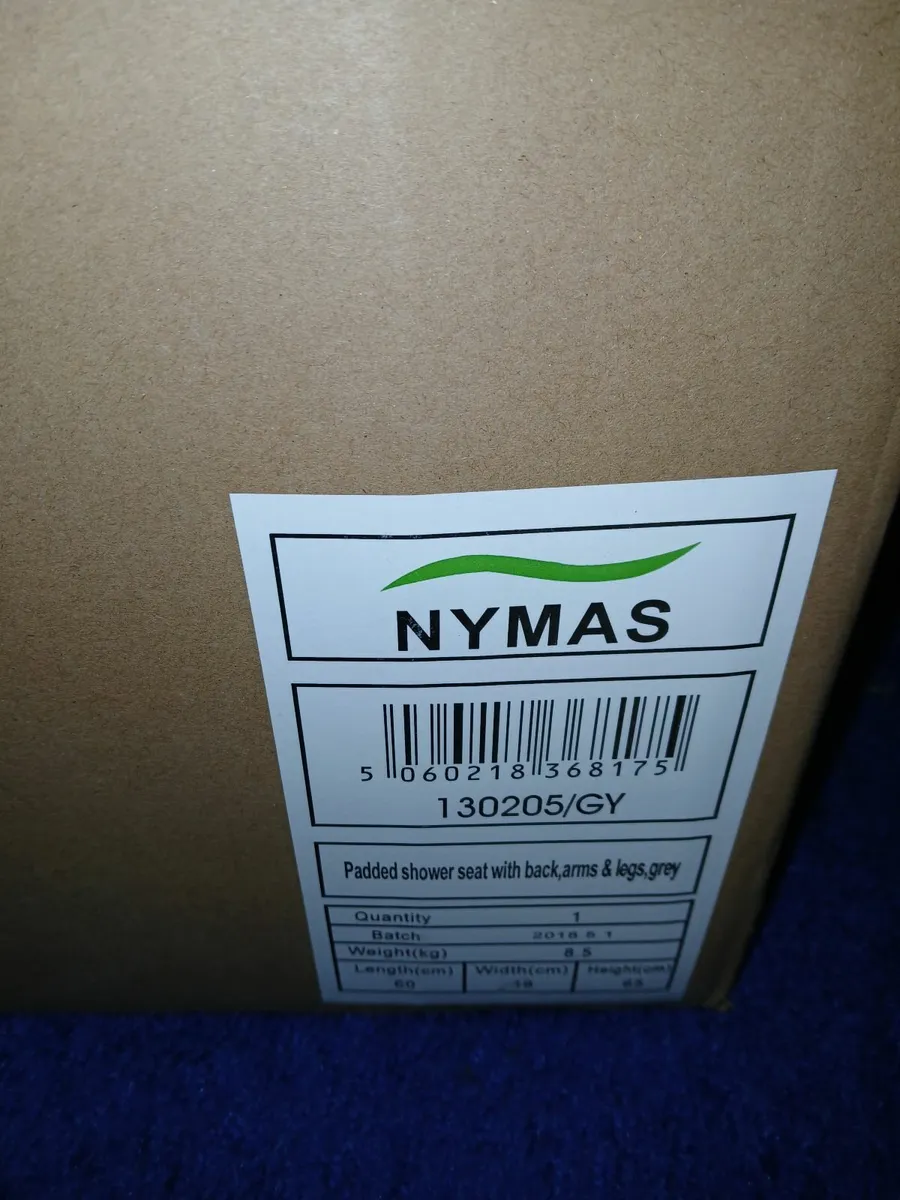 NYMAS
5 060218 368175
130205/GY
Padded shower seat with back,arms & legs,grey
Quantity 1
Batch
Weight(kg) 8.5
Length(cm) Width(cm) Height(cm)
60